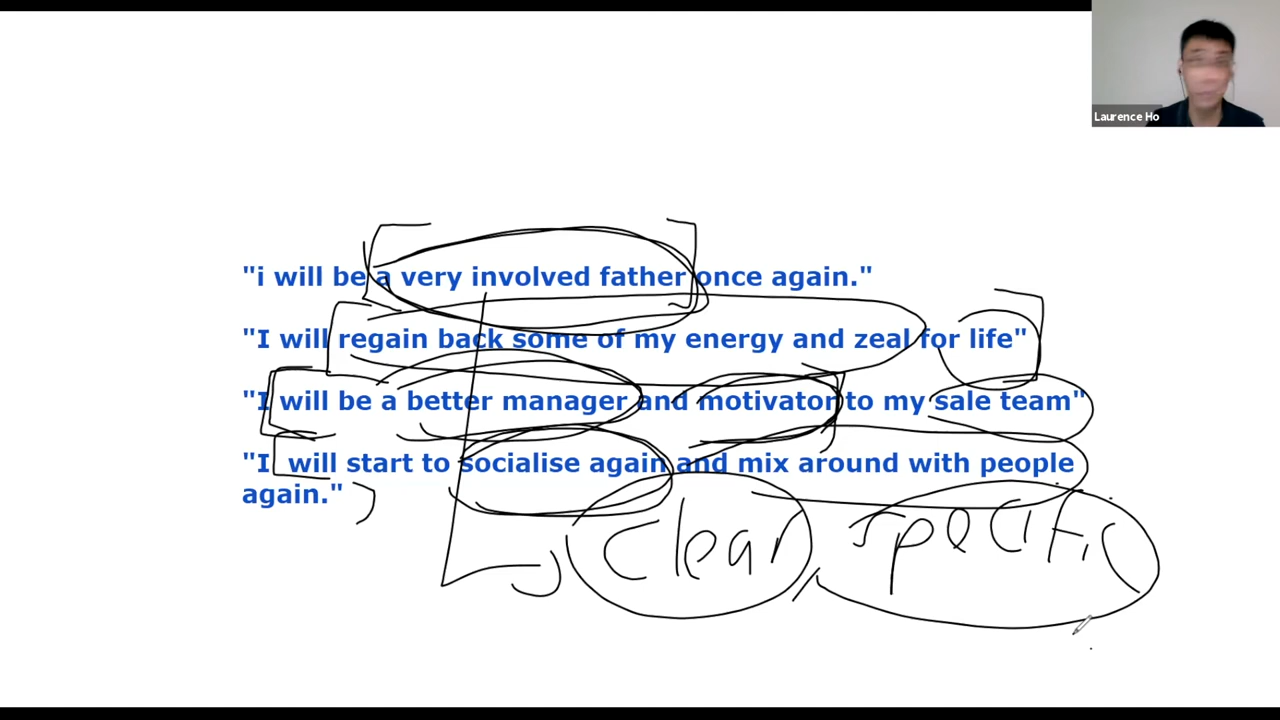 Laurence Ho
"i will be a very involved father once again."
"I will regain back some of my energy and zeal for life"
"I will be a better manager and motivator to my sale team"
"I will start to socialise again and mix around with people
again."
clear, specific